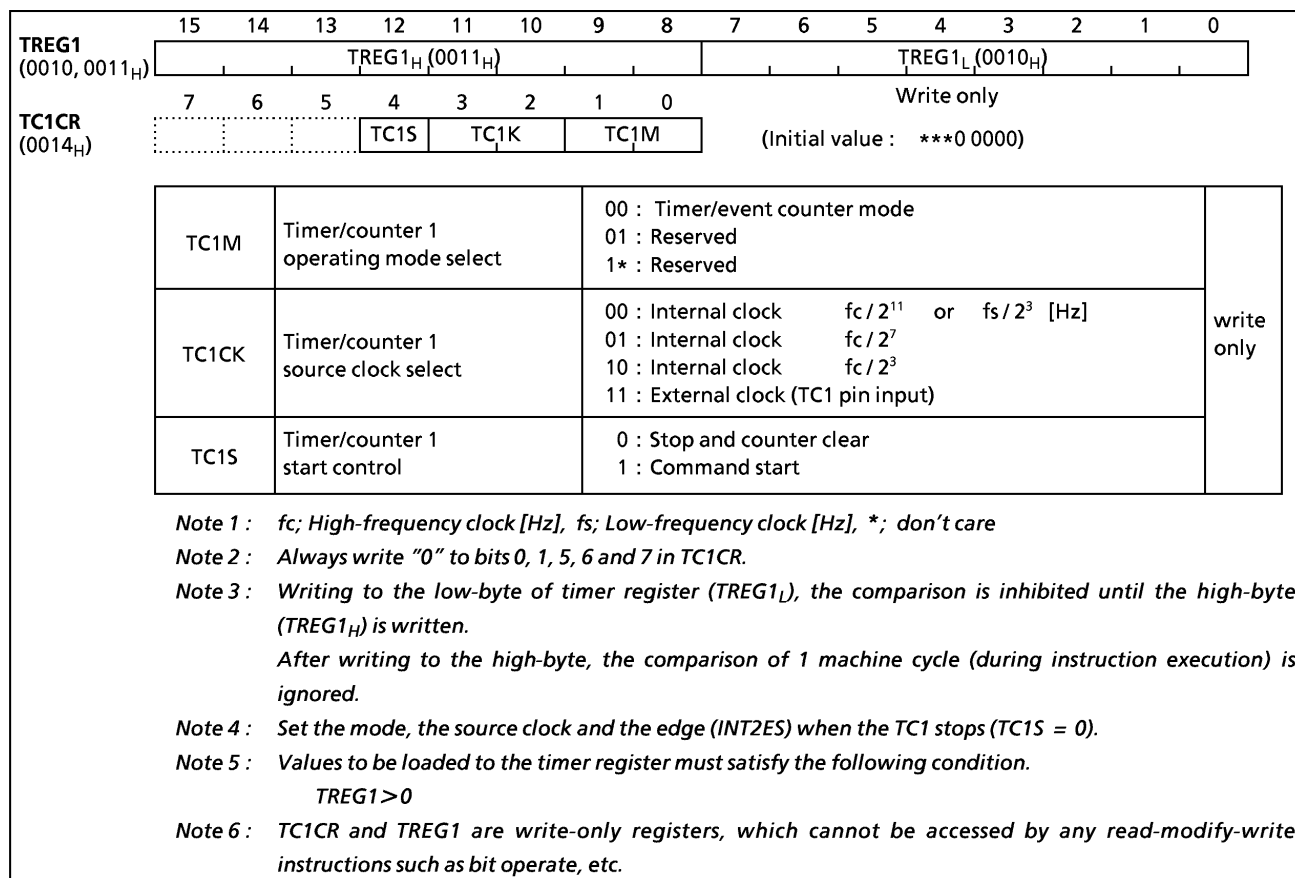 15 14 13 12 11 10 9 8 7 6 5 4 3 2 1 0
TREG1
(0010, 0011H)
TREG1H (0011H) TREG1L (0010H)
Write only
7 6 5 4 3 2 1 0
TC1CR
(0014H)
TC1S TC1K TC1M (Initial value : ***0 0000)
TC1M
Timer/counter 1
operating mode select
00 : Timer/event counter mode
01 : Reserved
1* : Reserved
TC1CK
Timer/counter 1
source clock select
00 : Internal clock fc / 2¹¹ or fs / 2³ [Hz]
01 : Internal clock fc / 2⁷
10 : Internal clock fc / 2³
11 : External clock (TC1 pin input)
TC1S
Timer/counter 1
start control
0 : Stop and counter clear
1 : Command start
write
only
Note 1 : fc; High-frequency clock [Hz], fs; Low-frequency clock [Hz], *; don't care
Note 2 : Always write "0" to bits 0, 1, 5, 6 and 7 in TC1CR.
Note 3 : Writing to the low-byte of timer register (TREG1L), the comparison is inhibited until the high-byte
(TREG1H) is written.
After writing to the high-byte, the comparison of 1 machine cycle (during instruction execution) is
ignored.
Note 4 : Set the mode, the source clock and the edge (INT2ES) when the TC1 stops (TC1S = 0).
Note 5 : Values to be loaded to the timer register must satisfy the following condition.
TREG1>0
Note 6 : TC1CR and TREG1 are write-only registers, which cannot be accessed by any read-modify-write
instructions such as bit operate, etc.